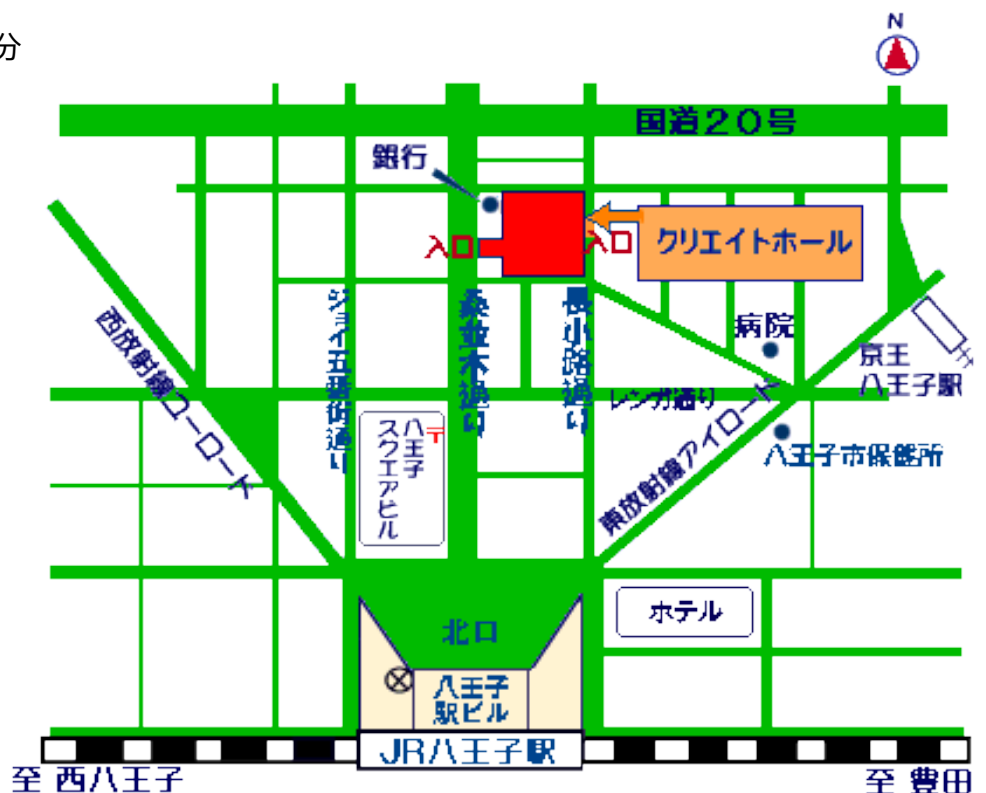 分
N
国道20号
銀行
入口
入口
クリエイトホール
西放射線ユーロード
ジョイ五番街通り
桑並木通り
長小路通り
病院
京王
八王子駅
レンガ通り
八王子
スクエアビル
〒
東放射線アイロード
八王子市保健所
ホテル
北口
八王子
駅ビル
JR八王子駅
至 西八王子
至 豊田